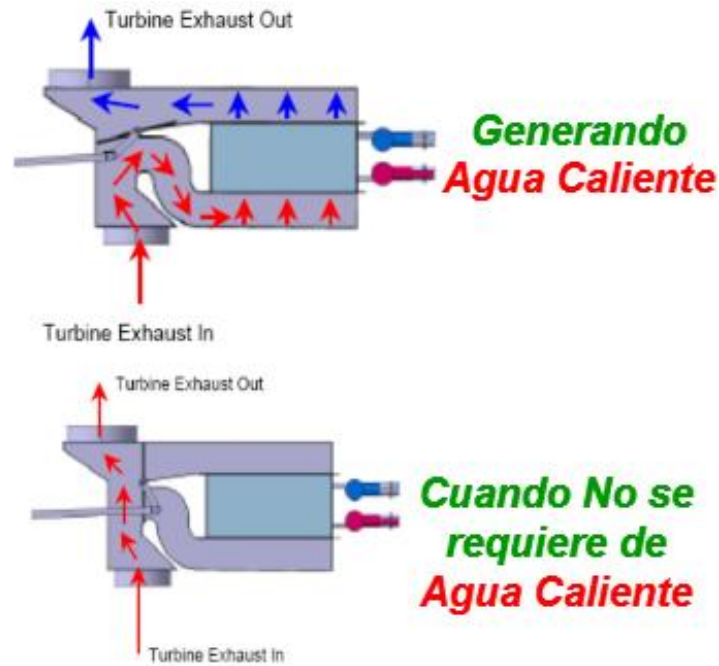 Turbine Exhaust Out
Generando
Agua Caliente
Turbine Exhaust In
Turbine Exhaust Out
Cuando No se
requiere de
Agua Caliente
Turbine Exhaust In